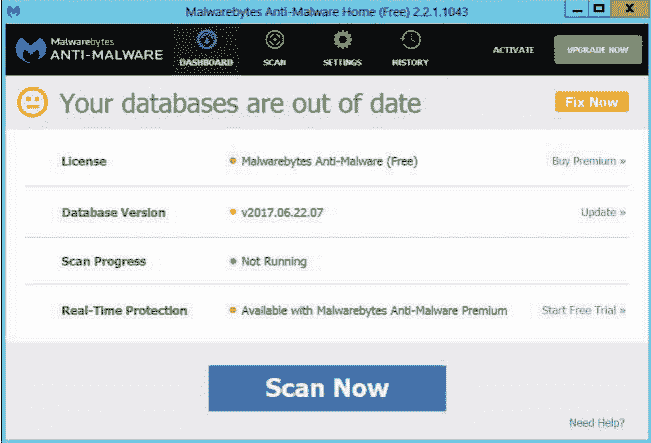 Malwarebytes Anti-Malware Home (Free) 2.2.1.1043
Malwarebytes
ANTI-MALWARE
DASHBOARD
SCAN
SETTINGS
HISTORY
ACTIVATE
UPGRADE NOW
Your databases are out of date
Fix Now
License
Malwarebytes Anti-Malware (Free)
Buy Premium »
Database Version
v2017.06.22.07
Update »
Scan Progress
Not Running
Real-Time Protection
Available with Malwarebytes Anti-Malware Premium
Start Free Trial »
Scan Now
Need Help?